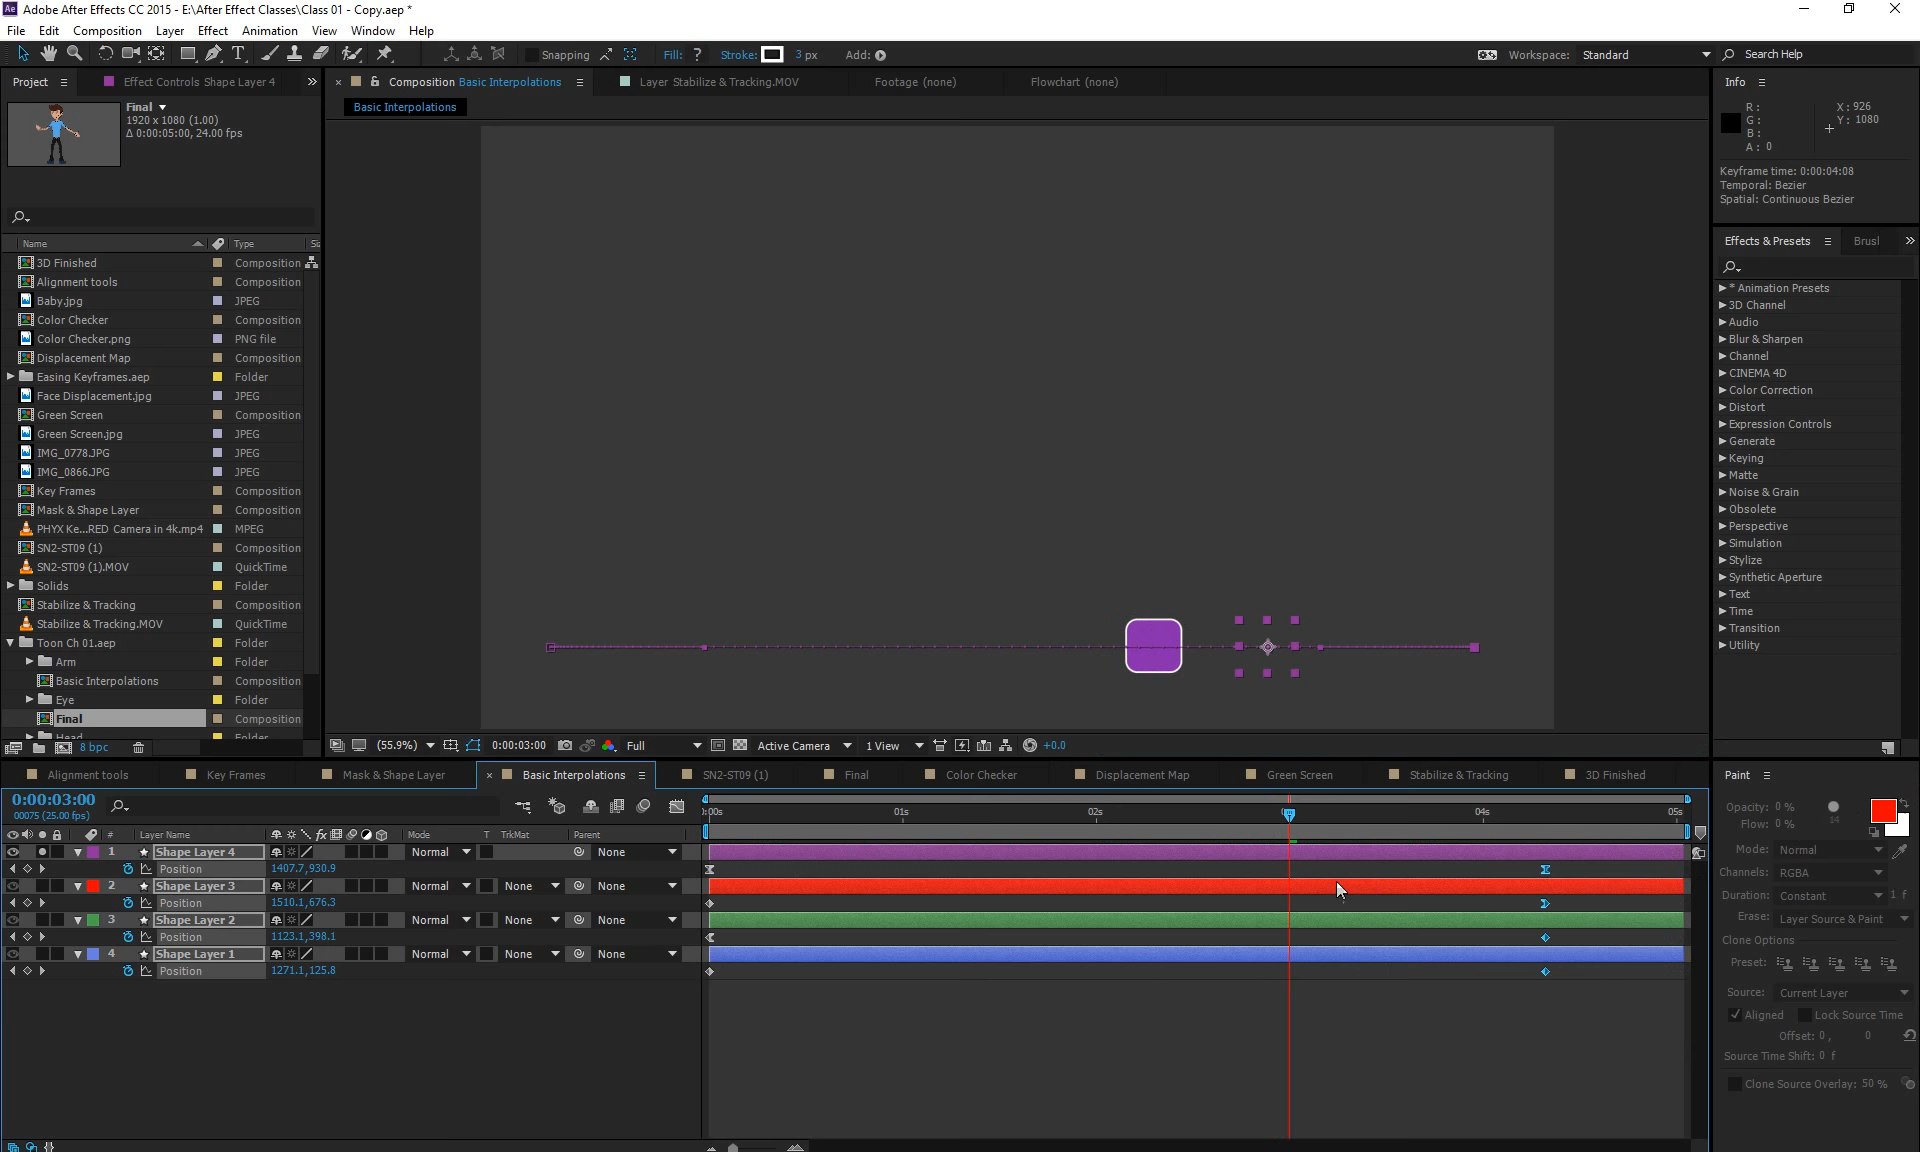 Ae Adobe After Effects CC 2015 - E:\After Effect Classes\Class 01 - Copy.aep *
File Edit Composition Layer Effect Animation View Window Help
Snapping Fill: ? Stroke: 3 px Add: Workspace: Standard Search Help
Project Effect Controls Shape Layer 4
Composition Basic Interpolations Layer Stabilize & Tracking.MOV Footage (none) Flowchart (none)
Basic Interpolations
Final
1920 x 1080 (1.00)
Δ 0:00:05:00, 24.00 fps
Name Type
3D Finished Composition
Alignment tools Composition
Baby.jpg JPEG
Color Checker Composition
Color Checker.png PNG file
Displacement Map Composition
Easing Keyframes.aep Folder
Face Displacement.jpg JPEG
Green Screen Composition
Green Screen.jpg JPEG
IMG_0778.JPG JPEG
IMG_0866.JPG JPEG
Key Frames Composition
Mask & Shape Layer Composition
PHYX Ke...RED Camera in 4k.mp4 MPEG
SN2-ST09 (1) Composition
SN2-ST09 (1).MOV QuickTime
Solids Folder
Stabilize & Tracking Composition
Stabilize & Tracking.MOV QuickTime
Toon Ch 01.aep Folder
Arm Folder
Basic Interpolations Composition
Eye Folder
Final Composition
Head Folder
8 bpc
(55.9%) 0:00:03:00 Full Active Camera 1 View +0.0
Info
R:
G:
B:
A: 0
X: 926
Y: 1080
Keyframe time: 0:00:04:08
Temporal: Bezier
Spatial: Continuous Bezier
Effects & Presets Brusl
* Animation Presets
3D Channel
Audio
Blur & Sharpen
Channel
CINEMA 4D
Color Correction
Distort
Expression Controls
Generate
Keying
Matte
Noise & Grain
Obsolete
Perspective
Simulation
Stylize
Synthetic Aperture
Text
Time
Transition
Utility
Alignment tools Key Frames Mask & Shape Layer Basic Interpolations SN2-ST09 (1) Final Color Checker Displacement Map Green Screen Stabilize & Tracking 3D Finished
0:00:03:00
00075 (25.00 fps)
01s 02s 04s 05s
# Layer Name Mode T TrkMat Parent
1 Shape Layer 4 Normal None
Position 1407.7,930.9
2 Shape Layer 3 Normal None None
Position 1510.1,676.3
3 Shape Layer 2 Normal None None
Position 1123.1,398.1
4 Shape Layer 1 Normal None None
Position 1271.1,125.8
Paint
Opacity: 0 %
Flow: 0 %
14
Mode: Normal
Channels: RGBA
Duration: Constant 1 f
Erase: Layer Source & Paint
Clone Options
Preset:
Source: Current Layer
Aligned Lock Source Time
Offset: 0 , 0
Source Time Shift: 0 f
Clone Source Overlay: 50 %